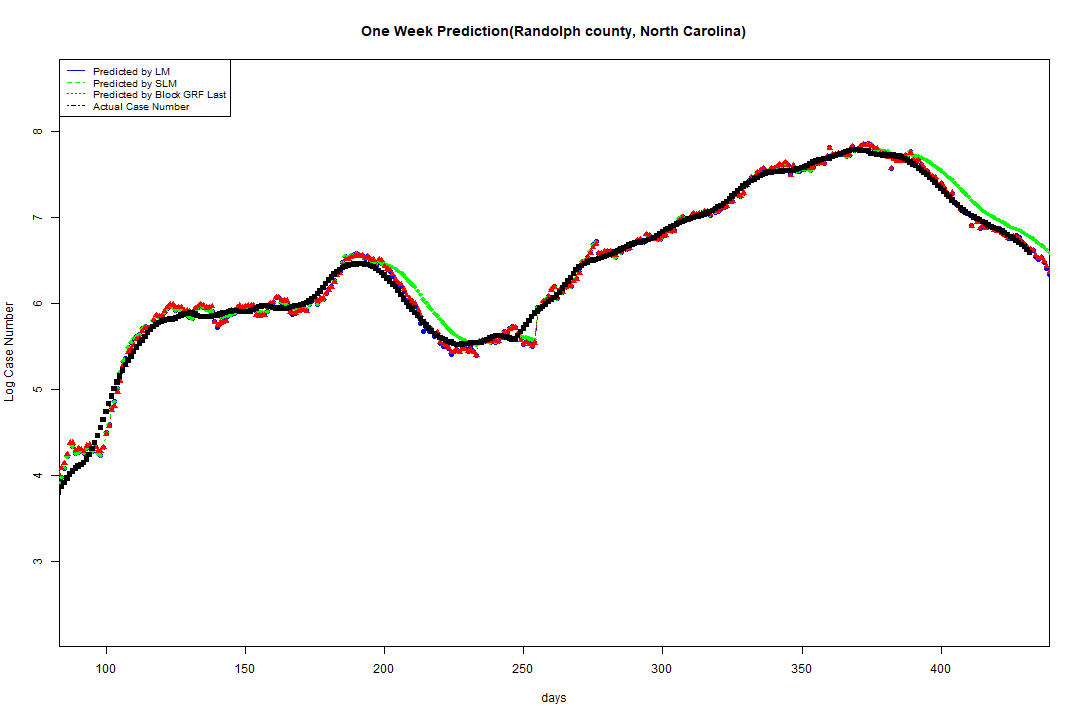 One Week Prediction(Randolph county, North Carolina)
Predicted by LM
Predicted by SLM
Predicted by Block GRF Last
Actual Case Number
8
7
6
5
4
3
Log Case Number
100 150 200 250 300 350 400
days